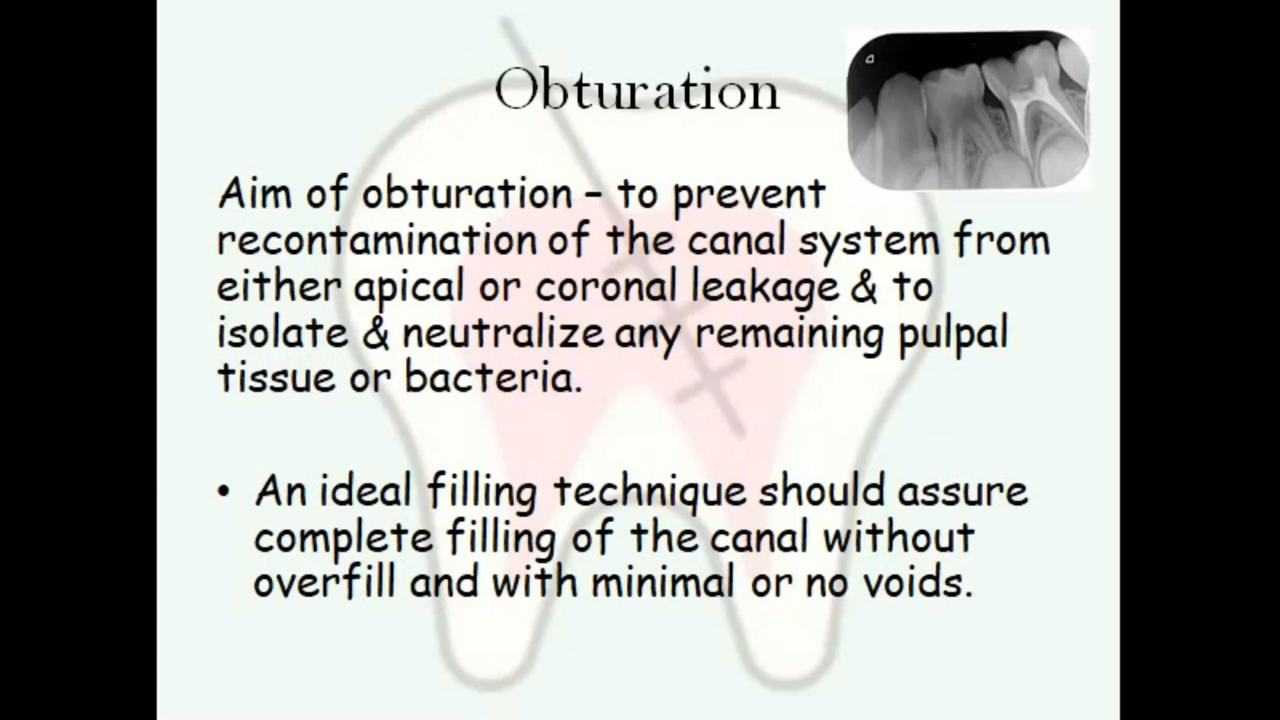 Obturation
Aim of obturation – to prevent
recontamination of the canal system from
either apical or coronal leakage & to
isolate & neutralize any remaining pulpal
tissue or bacteria.
• An ideal filling technique should assure
complete filling of the canal without
overfill and with minimal or no voids.